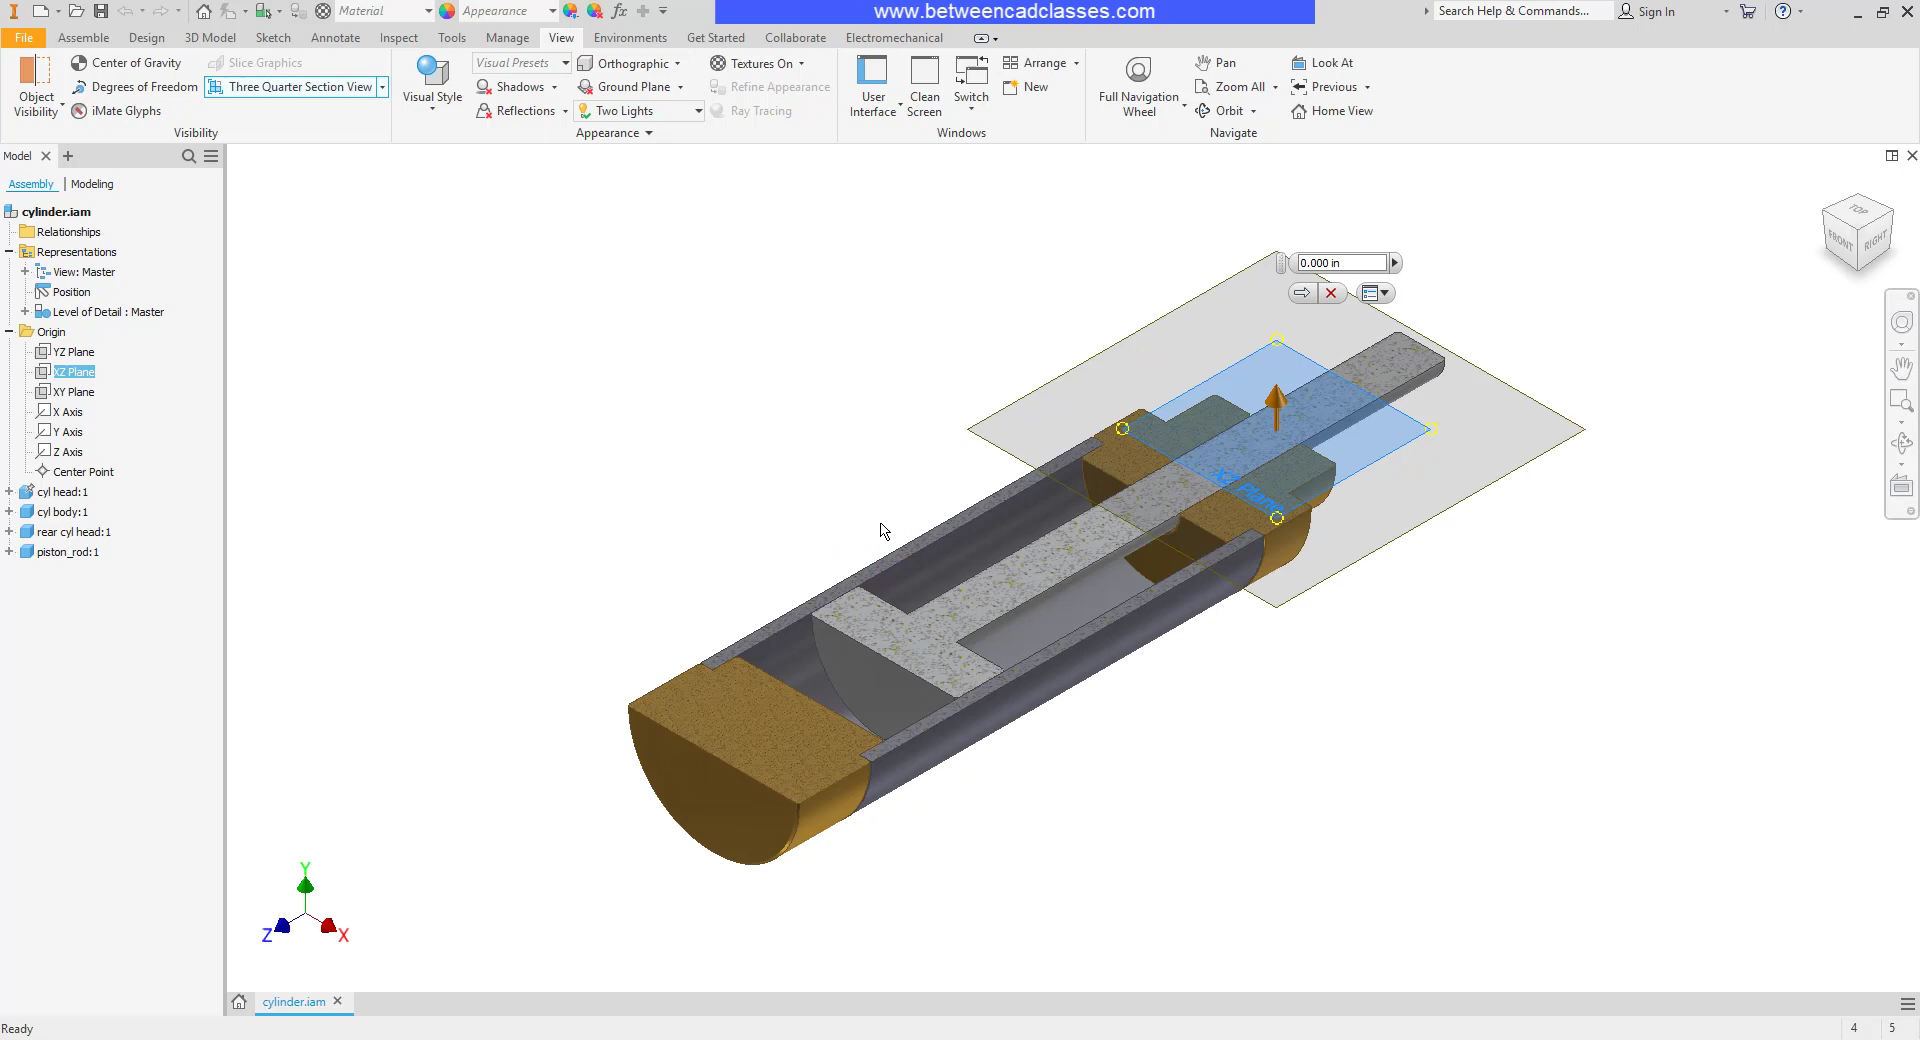 Material
Appearance
www.betweencadclasses.com
Search Help & Commands...
Sign In
File
Assemble
Design
3D Model
Sketch
Annotate
Inspect
Tools
Manage
View
Environments
Get Started
Collaborate
Electromechanical
Object Visibility
Center of Gravity
Degrees of Freedom
iMate Glyphs
Slice Graphics
Three Quarter Section View
Visibility
Visual Style
Visual Presets
Shadows
Reflections
Orthographic
Ground Plane
Two Lights
Textures On
Refine Appearance
Ray Tracing
Appearance
User Interface
Clean Screen
Switch
Arrange
New
Windows
Full Navigation Wheel
Pan
Zoom All
Orbit
Look At
Previous
Home View
Navigate
Model
Assembly
Modeling
cylinder.iam
Relationships
Representations
View: Master
Position
Level of Detail : Master
Origin
YZ Plane
XZ Plane
XY Plane
X Axis
Y Axis
Z Axis
Center Point
cyl head:1
cyl body:1
rear cyl head:1
piston_rod:1
0.000 in
XZ Plane
TOP
FRONT
RIGHT
Y
Z
X
cylinder.iam
Ready
4
5